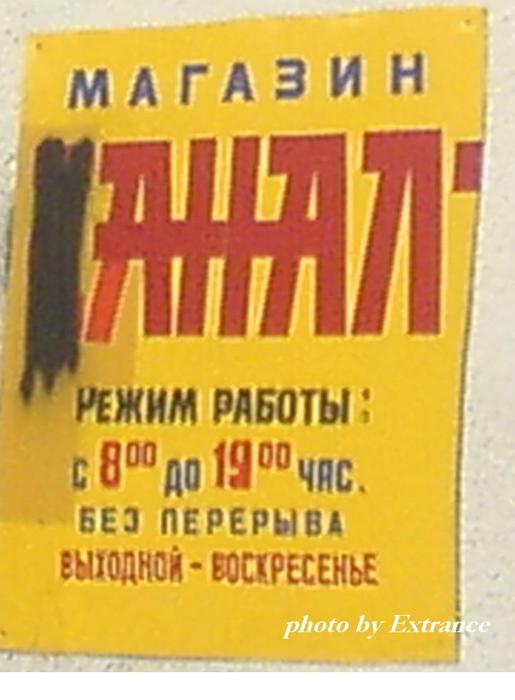 МАГАЗИН
АНАЛ
РЕЖИМ РАБОТЫ:
С 8⁰⁰ ДО 19⁰⁰ ЧАС.
БЕЗ ПЕРЕРЫВА
ВЫХОДНОЙ - ВОСКРЕСЕНЬЕ
photo by Extrance